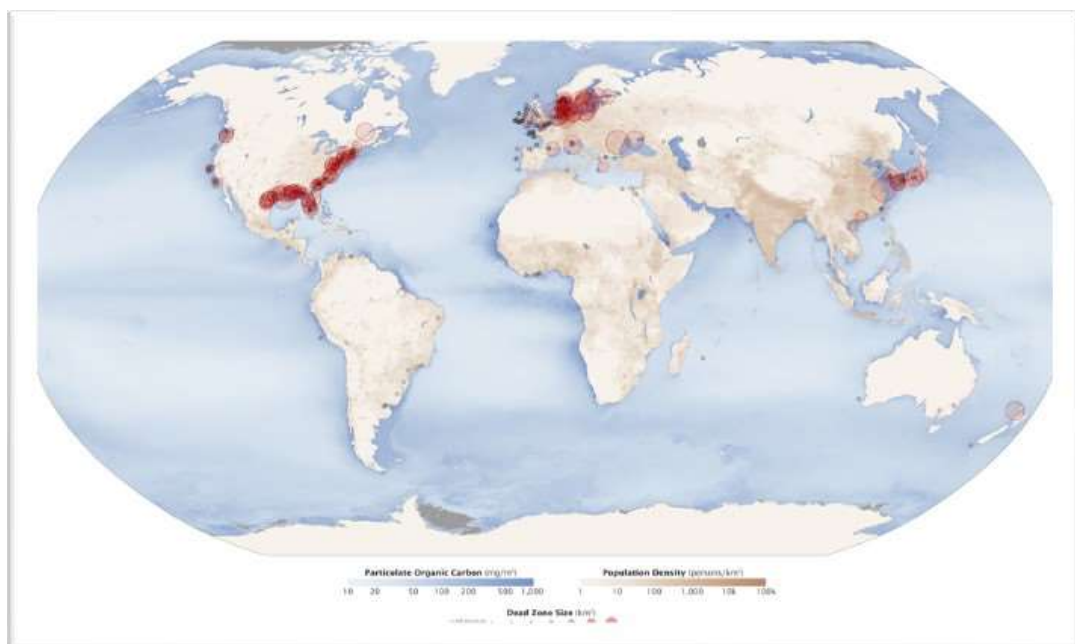 Particulate Organic Carbon (mg/m³)
10 20 50 100 200 500 1,000
Population Density (persons/km²)
1 10 100 1,000 10k 100k
Dead Zone Size (km²)